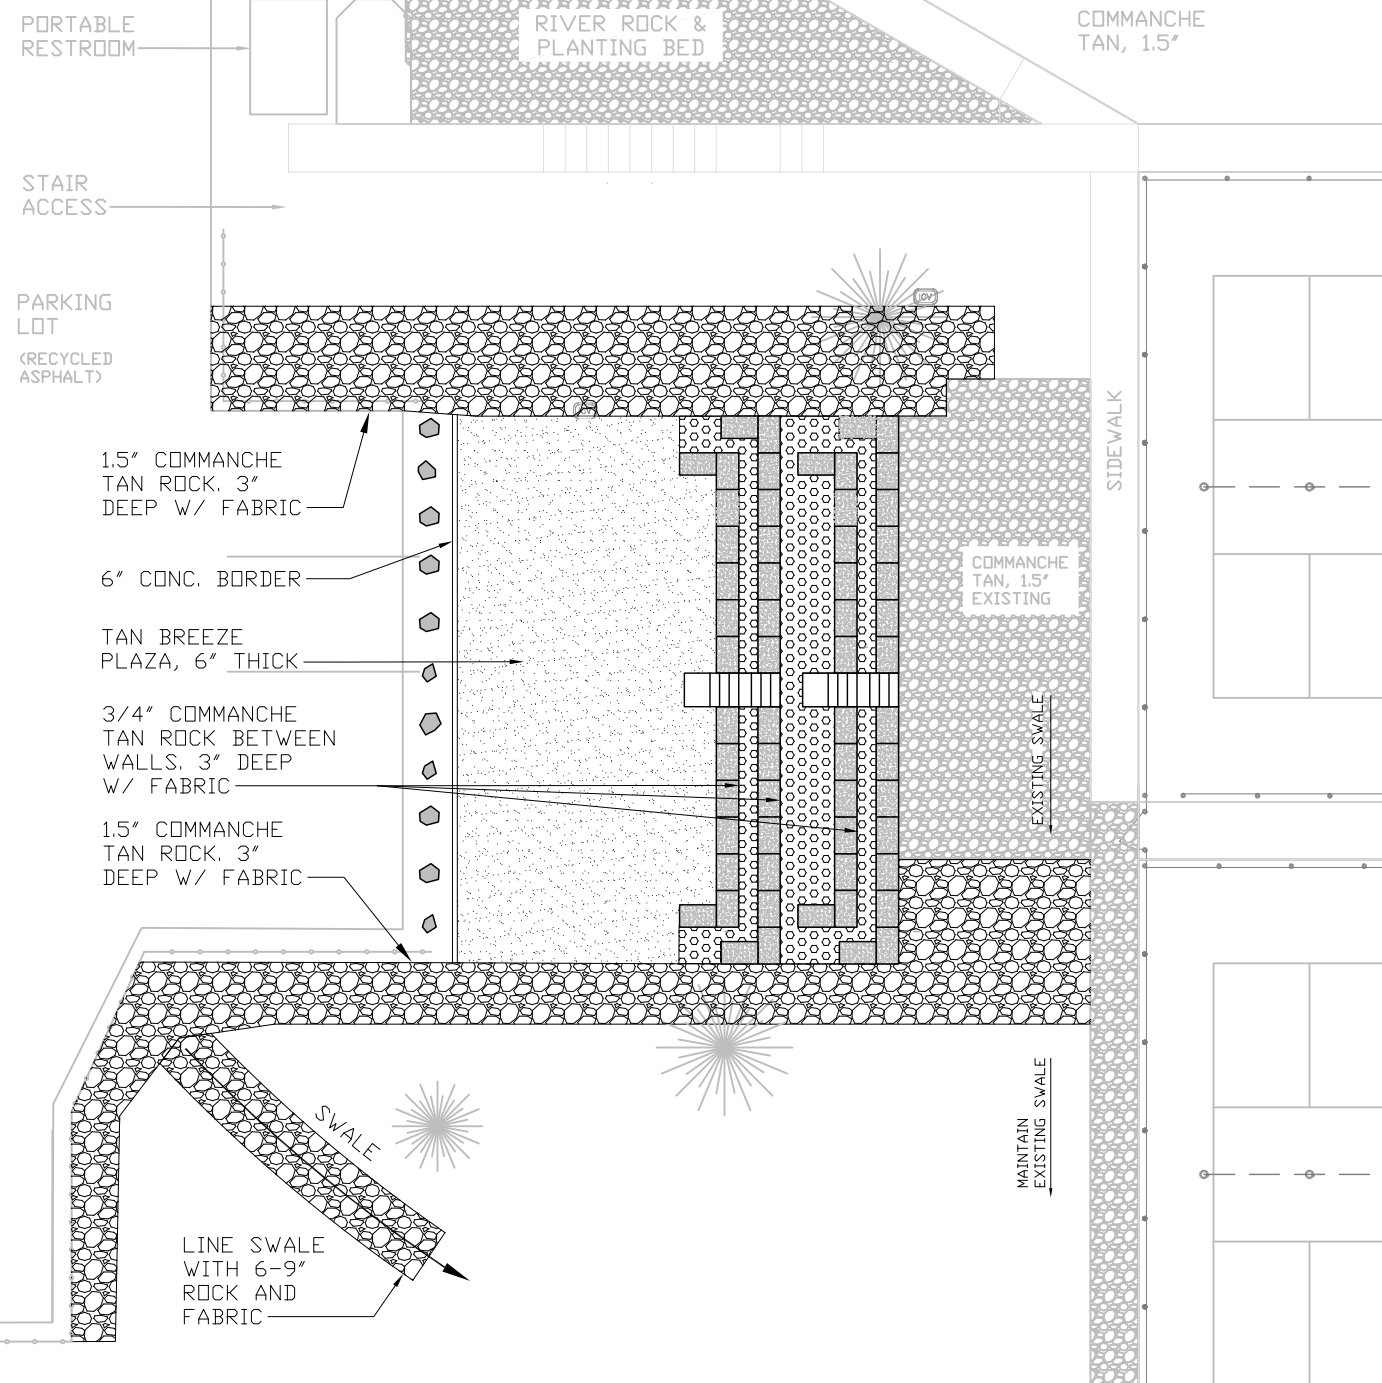 PORTABLE
RESTROOM
RIVER ROCK &
PLANTING BED
COMMANCHE
TAN, 1.5"
STAIR
ACCESS
PARKING
LOT
(RECYCLED
ASPHALT)
ICV
ICV
SIDEWALK
1.5" COMMANCHE
TAN ROCK. 3"
DEEP W/ FABRIC
6" CONC. BORDER
COMMANCHE
TAN, 1.5"
EXISTING
TAN BREEZE
PLAZA, 6" THICK
3/4" COMMANCHE
TAN ROCK BETWEEN
WALLS. 3" DEEP
W/ FABRIC
EXISTING SWALE
1.5" COMMANCHE
TAN ROCK. 3"
DEEP W/ FABRIC
SWALE
MAINTAIN
EXISTING SWALE
LINE SWALE
WITH 6-9"
ROCK AND
FABRIC